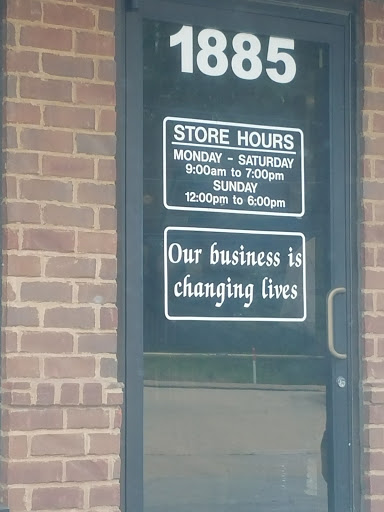 1885
STORE HOURS
MONDAY - SATURDAY
9:00am to 7:00pm
SUNDAY
12:00pm to 6:00pm
Our business is
changing lives